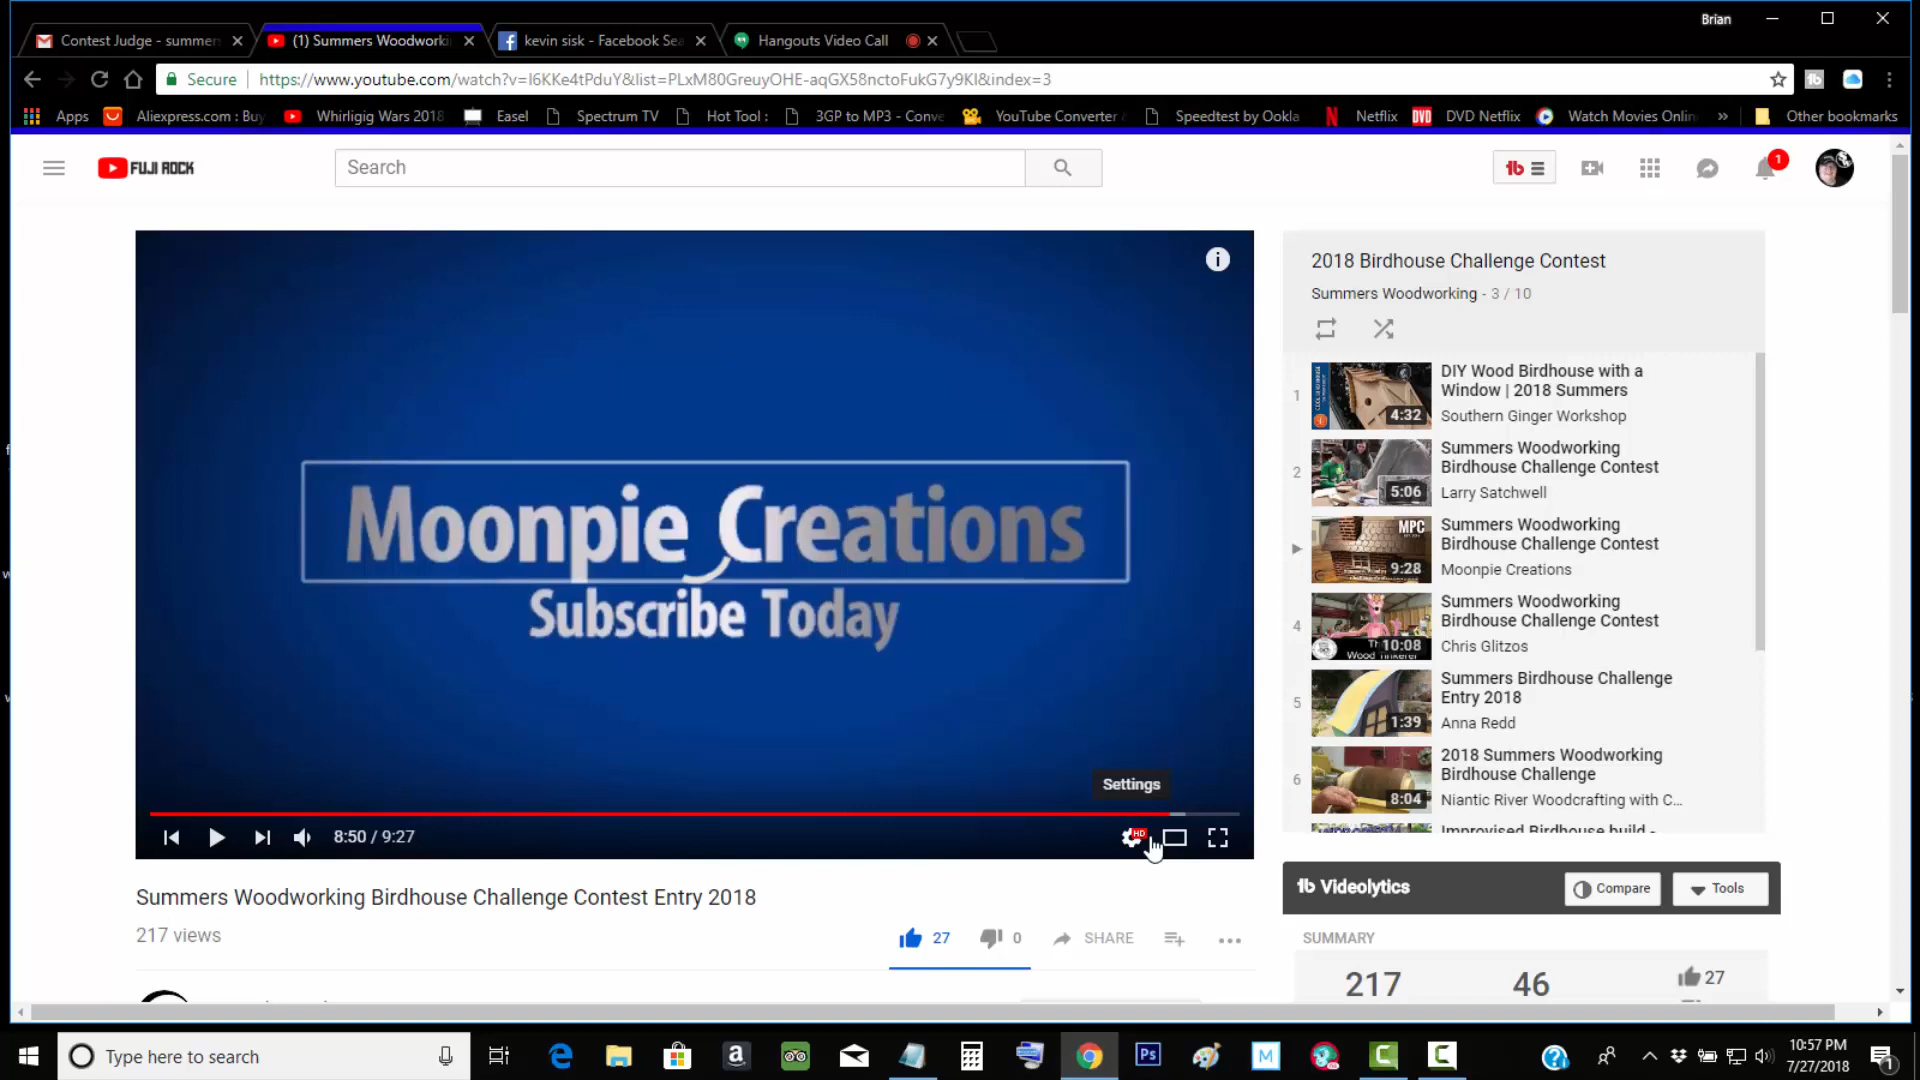 Brian
Contest Judge - summer
(1) Summers Woodworki
kevin sisk - Facebook Sea
Hangouts Video Call
Secure
https://www.youtube.com/watch?v=I6KKe4tPduY&list=PLxM80GreuyOHE-aqGX58nctoFukG7y9KI&index=3
Apps
Aliexpress.com : Buy
Whirligig Wars 2018
Easel
Spectrum TV
Hot Tool :
3GP to MP3 - Conve
YouTube Converter
Speedtest by Ookla
Netflix
DVD
DVD Netflix
Watch Movies Onlin
»
Other bookmarks
FUJI ROCK
Search
1
2018 Birdhouse Challenge Contest
Summers Woodworking - 3 / 10
Moonpie Creations
Subscribe Today
1
4:32
DIY Wood Birdhouse with a
Window | 2018 Summers
Southern Ginger Workshop
2
5:06
Summers Woodworking
Birdhouse Challenge Contest
Larry Satchwell
MPC
9:28
Summers Woodworking
Birdhouse Challenge Contest
Moonpie Creations
4
10:08
Summers Woodworking
Birdhouse Challenge Contest
Chris Glitzos
5
1:39
Summers Birdhouse Challenge
Entry 2018
Anna Redd
6
8:04
2018 Summers Woodworking
Birdhouse Challenge
Niantic River Woodcrafting with C...
Improvised Birdhouse build -
Settings
8:50 / 9:27
HD
Summers Woodworking Birdhouse Challenge Contest Entry 2018
217 views
27
0
SHARE
Videolytics
Compare
Tools
SUMMARY
217
46
27
Type here to search
Ps
M
10:57 PM
7/27/2018
1